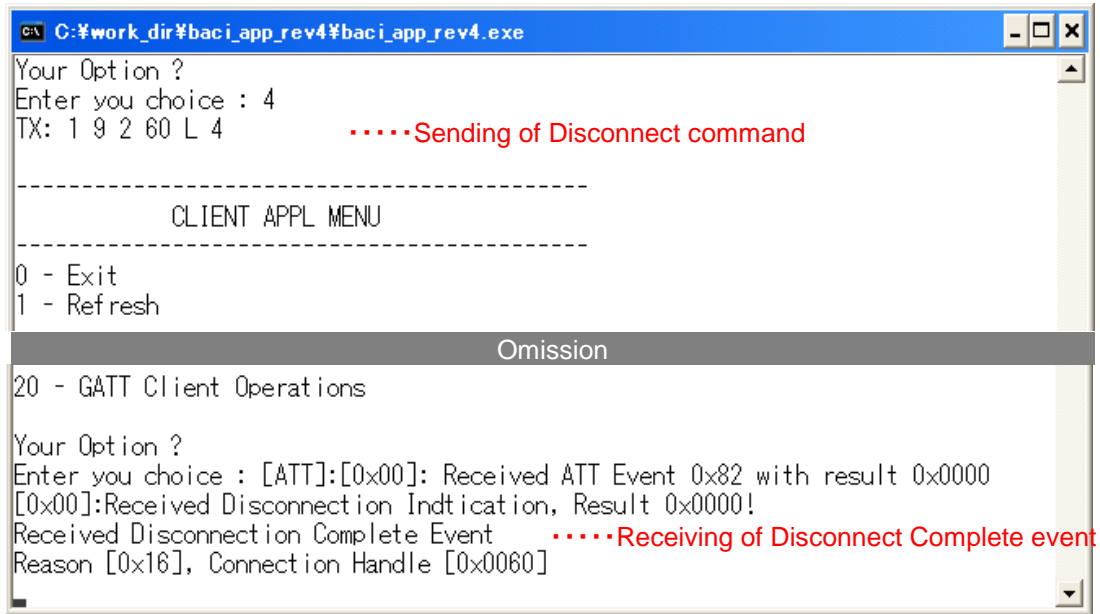 C:¥work_dir¥baci_app_rev4¥baci_app_rev4.exe
Your Option ?
Enter you choice : 4
TX: 1 9 2 60 L 4 ・・・・・Sending of Disconnect command
--------------------------------------------
CLIENT APPL MENU
--------------------------------------------
0 - Exit
1 - Refresh
Omission
20 - GATT Client Operations
Your Option ?
Enter you choice : [ATT]:[0x00]: Received ATT Event 0x82 with result 0x0000
[0x00]:Received Disconnection Indtication, Result 0x0000!
Received Disconnection Complete Event ・・・・・Receiving of Disconnect Complete event
Reason [0x16], Connection Handle [0x0060]